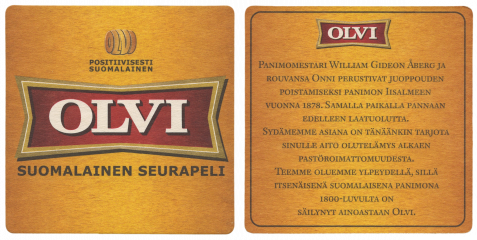 POSITIIVISESTI
SUOMALAINEN
OLVI
SUOMALAINEN SEURAPELI
OLVI
Panimomestari William Gideon Åberg ja
rouvansa Onni perustivat juoppouden
poistamiseksi panimon Iisalmeen
vuonna 1878. Samalla paikalla pannaan
edelleen laatuolutta.
Sydämemme asiana on tänäänkin tarjota
sinulle aito olutelämys alkaen
pastöroimattomuudesta.
Teemme oluemme ylpeydellä, sillä
itsenäisenä suomalaisena panimona
1800-luvulta on
säilynyt ainoastaan Olvi.